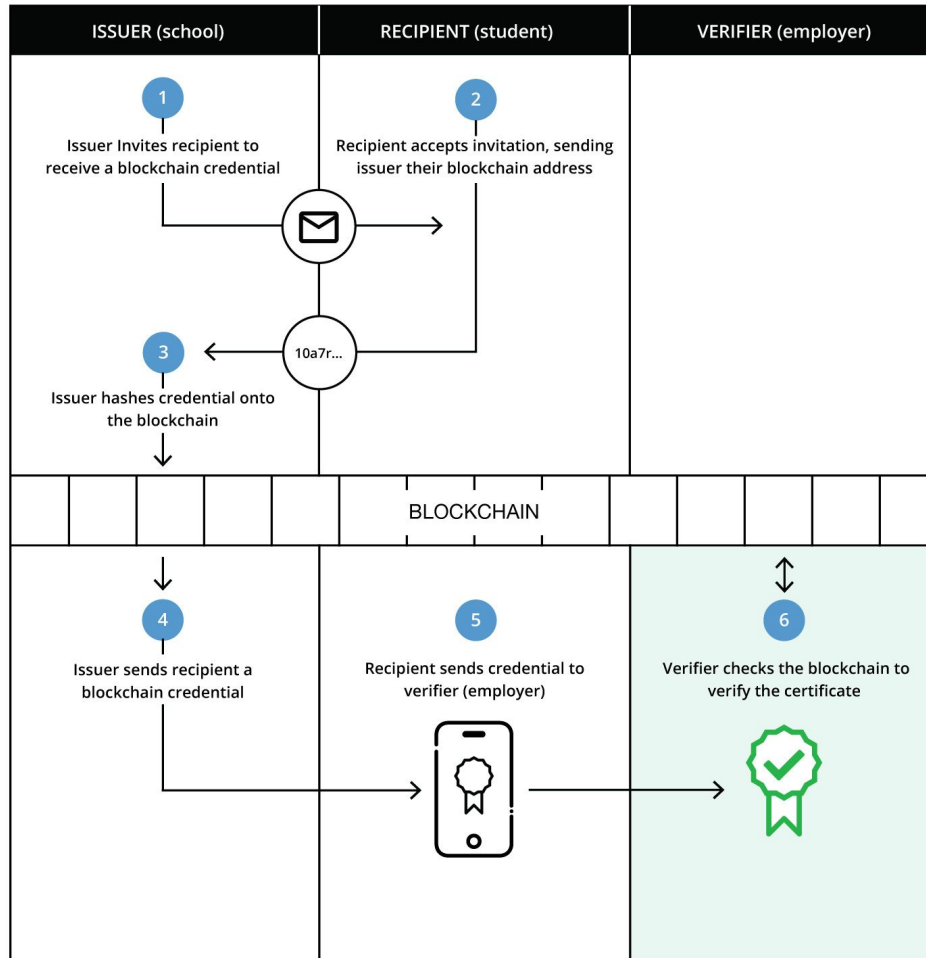 ISSUER (school)
RECIPIENT (student)
VERIFIER (employer)
1
Issuer Invites recipient to
receive a blockchain credential
2
Recipient accepts invitation, sending
issuer their blockchain address
3
Issuer hashes credential onto
the blockchain
10a7r...
BLOCKCHAIN
4
Issuer sends recipient a
blockchain credential
5
Recipient sends credential to
verifier (employer)
6
Verifier checks the blockchain to
verify the certificate